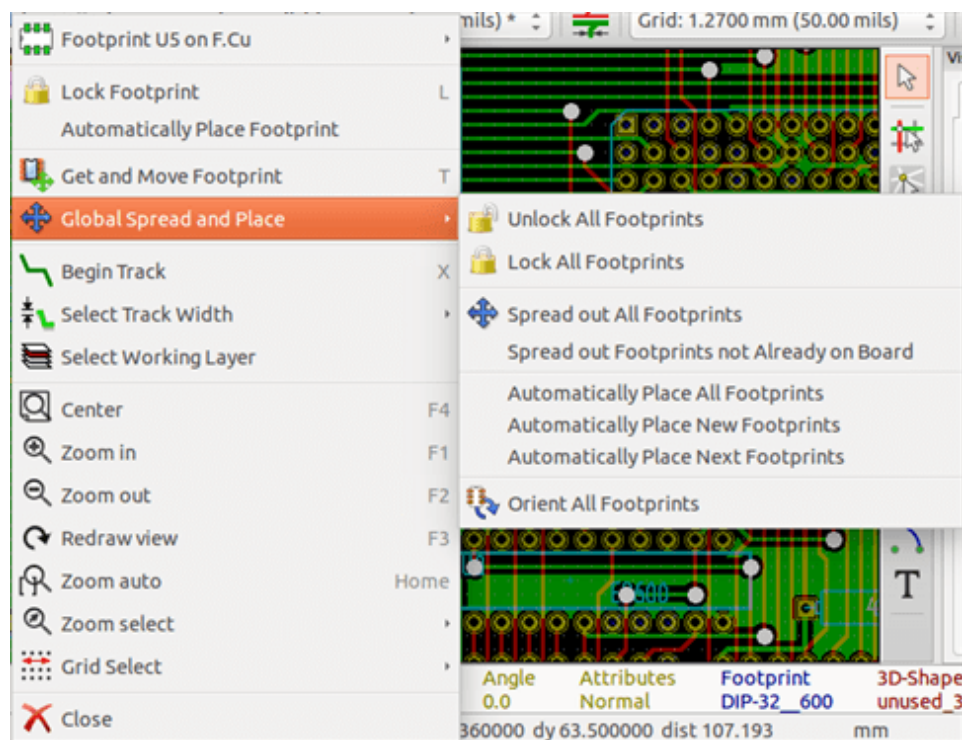 mils) * Grid: 1.2700 mm (50.00 mils)
Footprint U5 on F.Cu
Vi
Lock Footprint L
Automatically Place Footprint
Get and Move Footprint T
Global Spread and Place
Begin Track X
Select Track Width
Select Working Layer
Center F4
Zoom in F1
Zoom out F2
Redraw view F3
Zoom auto Home
Zoom select
Grid Select
Close
Unlock All Footprints
Lock All Footprints
Spread out All Footprints
Spread out Footprints not Already on Board
Automatically Place All Footprints
Automatically Place New Footprints
Automatically Place Next Footprints
Orient All Footprints
T
Angle Attributes Footprint 3D-Shape
0.0 Normal DIP-32__600 unused_3
360000 dy 63.500000 dist 107.193 mm